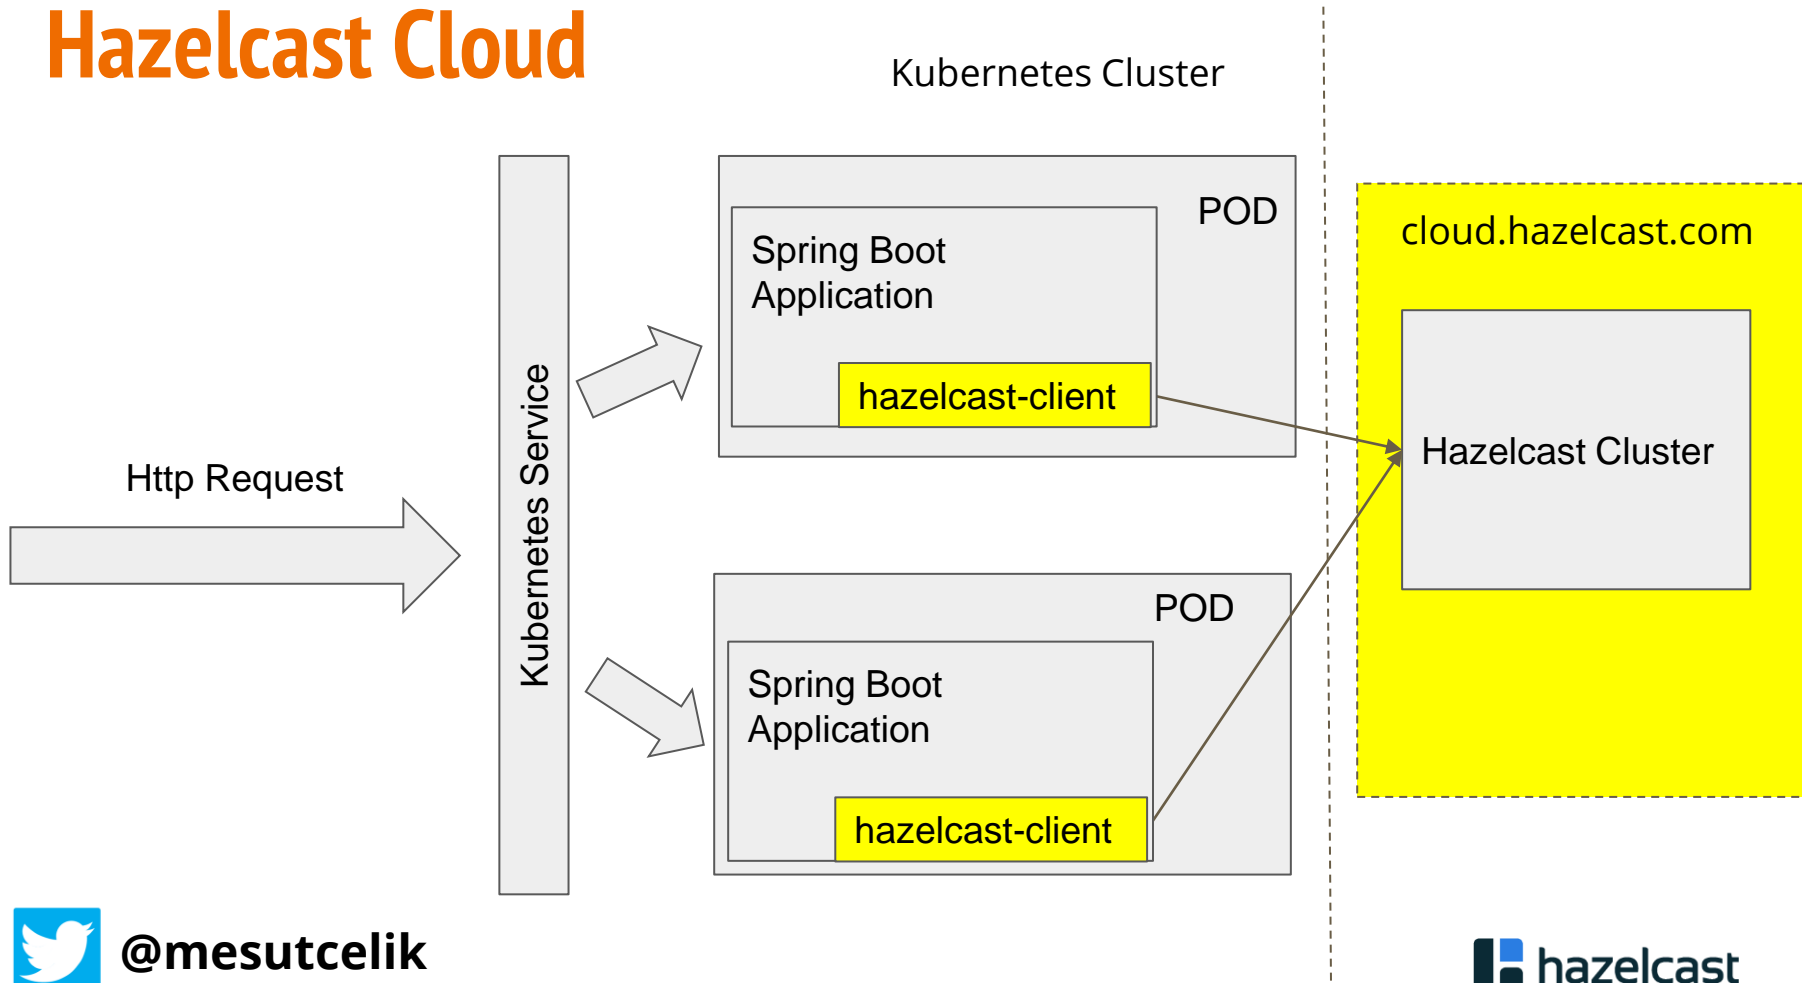 Hazelcast Cloud
Kubernetes Cluster
POD
Spring Boot
Application
hazelcast-client
cloud.hazelcast.com
Hazelcast Cluster
Http Request
Kubernetes Service
POD
Spring Boot
Application
hazelcast-client
@mesutcelik
hazelcast